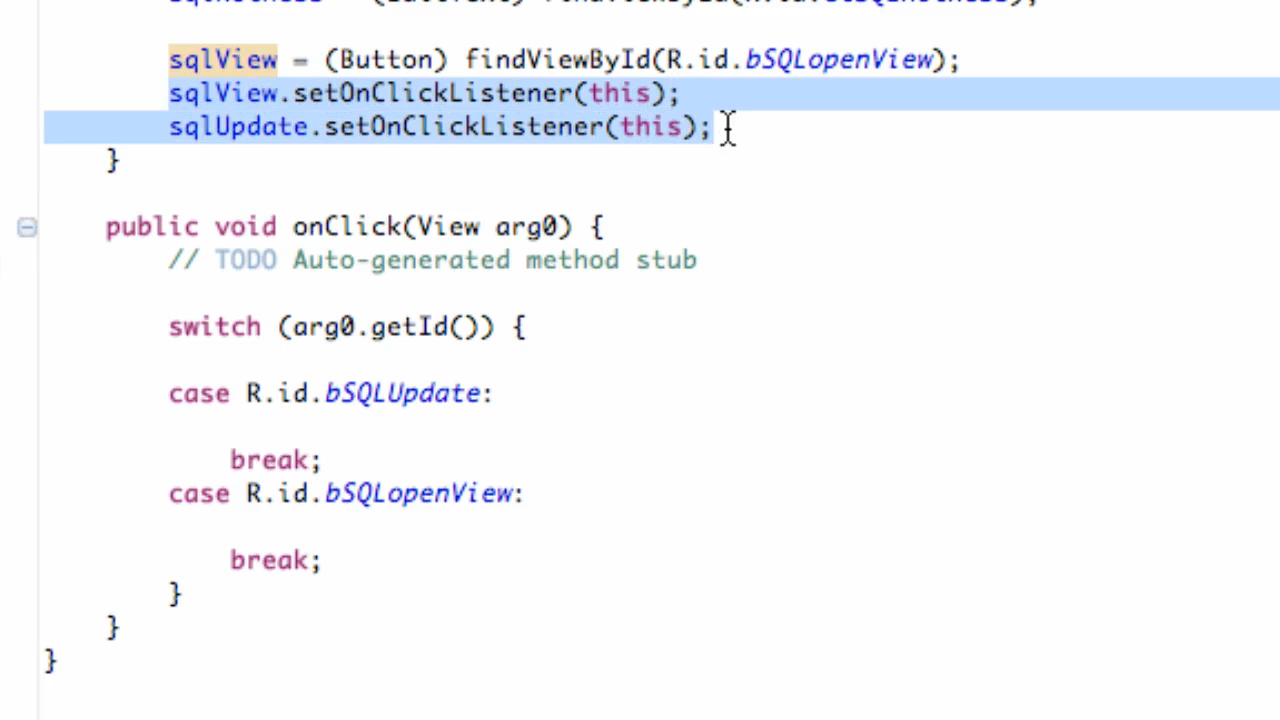 sqlView = (Button) findViewById(R.id.bSQLopenView);
sqlView.setOnClickListener(this);
sqlUpdate.setOnClickListener(this);
}
public void onClick(View arg0) {
// TODO Auto-generated method stub
switch (arg0.getId()) {
case R.id.bSQLUpdate:
break;
case R.id.bSQLopenView:
break;
}
}
}